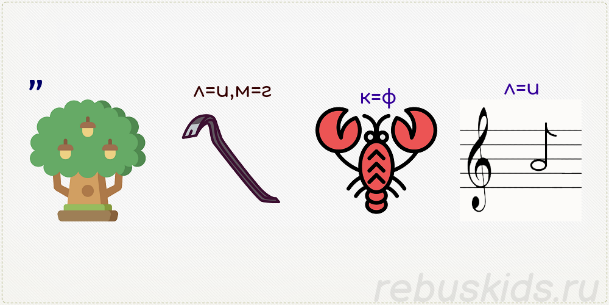 „
л=и,м=г
к=ф
л=и
rebuskids.ru